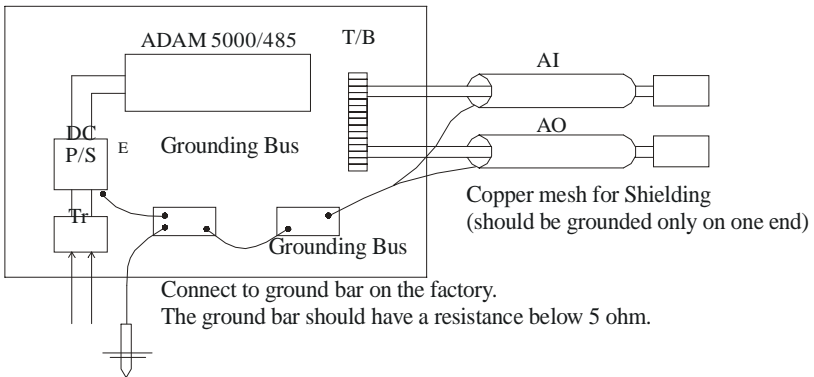 ADAM 5000/485
T/B
AI
AO
DC
P/S
E
Grounding Bus
Tr
Grounding Bus
Copper mesh for Shielding
(should be grounded only on one end)
Connect to ground bar on the factory.
The ground bar should have a resistance below 5 ohm.